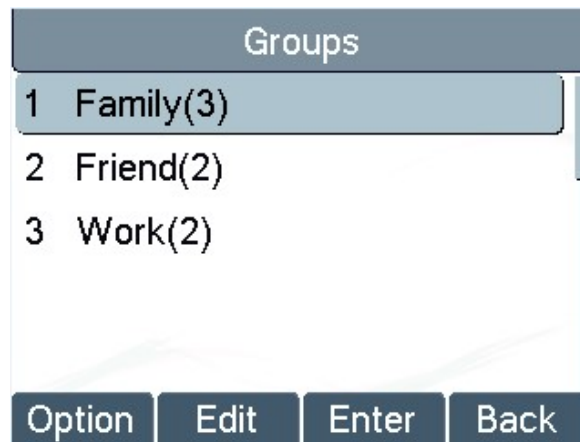 Groups
1 Family(3)
2 Friend(2)
3 Work(2)
Option Edit Enter Back